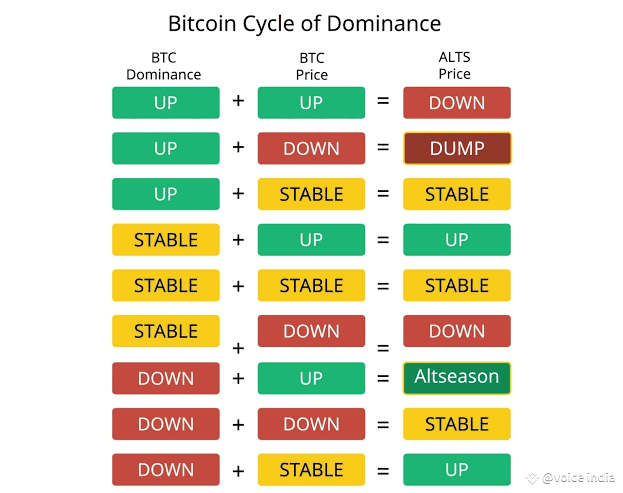 Bitcoin Cycle of Dominance
BTC Dominance BTC Price ALTS Price
UP + UP = DOWN
UP + DOWN = DUMP
UP + STABLE = STABLE
STABLE + UP = UP
STABLE + STABLE = STABLE
STABLE + DOWN = DOWN
DOWN + UP = Altseason
DOWN + DOWN = STABLE
DOWN + STABLE = UP
@voice india